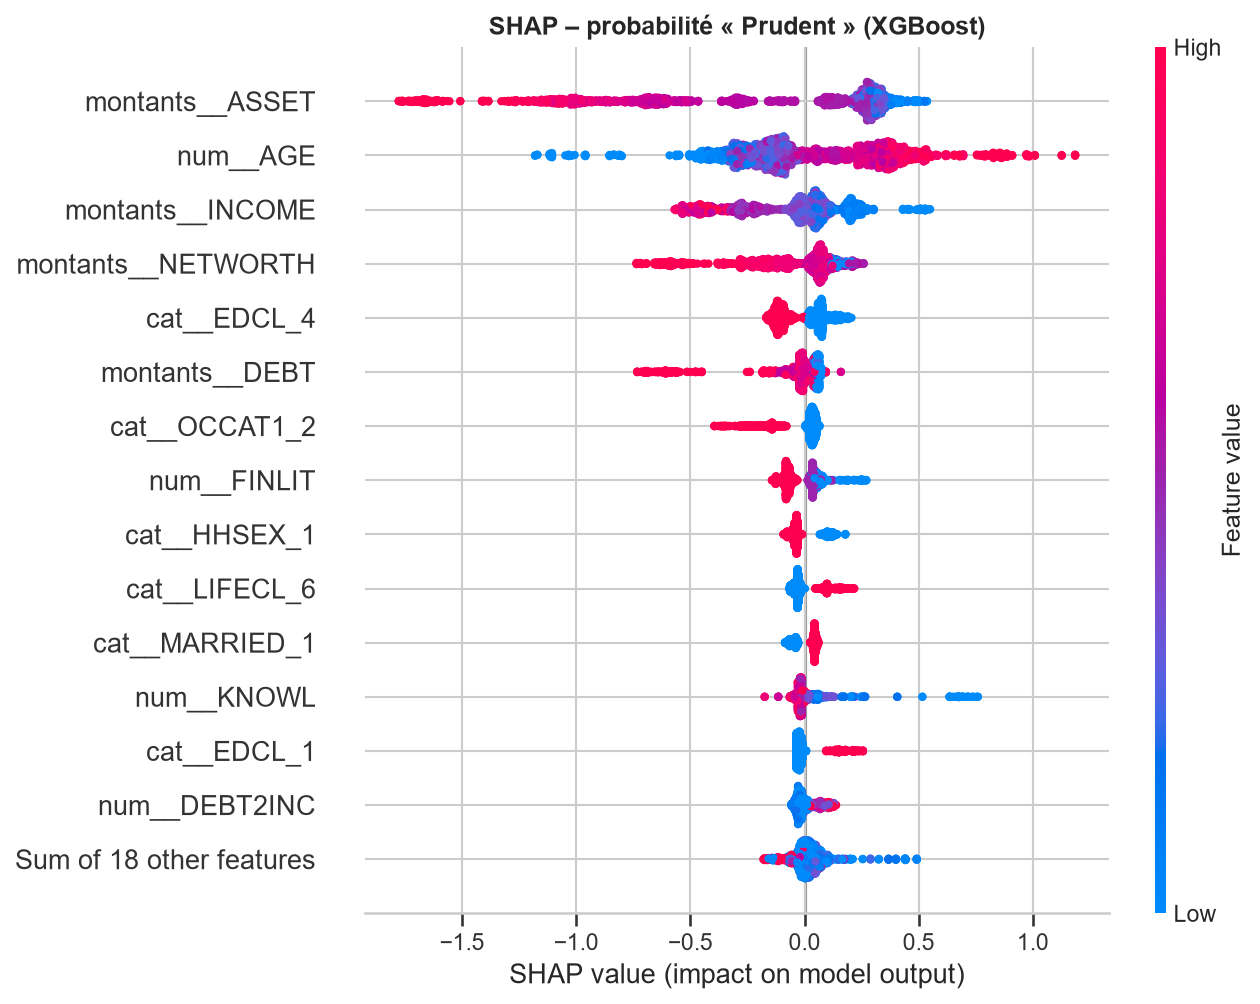 SHAP – probabilité « Prudent » (XGBoost)
High
montants__ASSET
num__AGE
montants__INCOME
montants__NETWORTH
cat__EDCL_4
montants__DEBT
cat__OCCAT1_2
num__FINLIT
cat__HHSEX_1
cat__LIFECL_6
cat__MARRIED_1
num__KNOWL
cat__EDCL_1
num__DEBT2INC
Sum of 18 other features
Feature value
Low
−1.5 −1.0 −0.5 0.0 0.5 1.0
SHAP value (impact on model output)